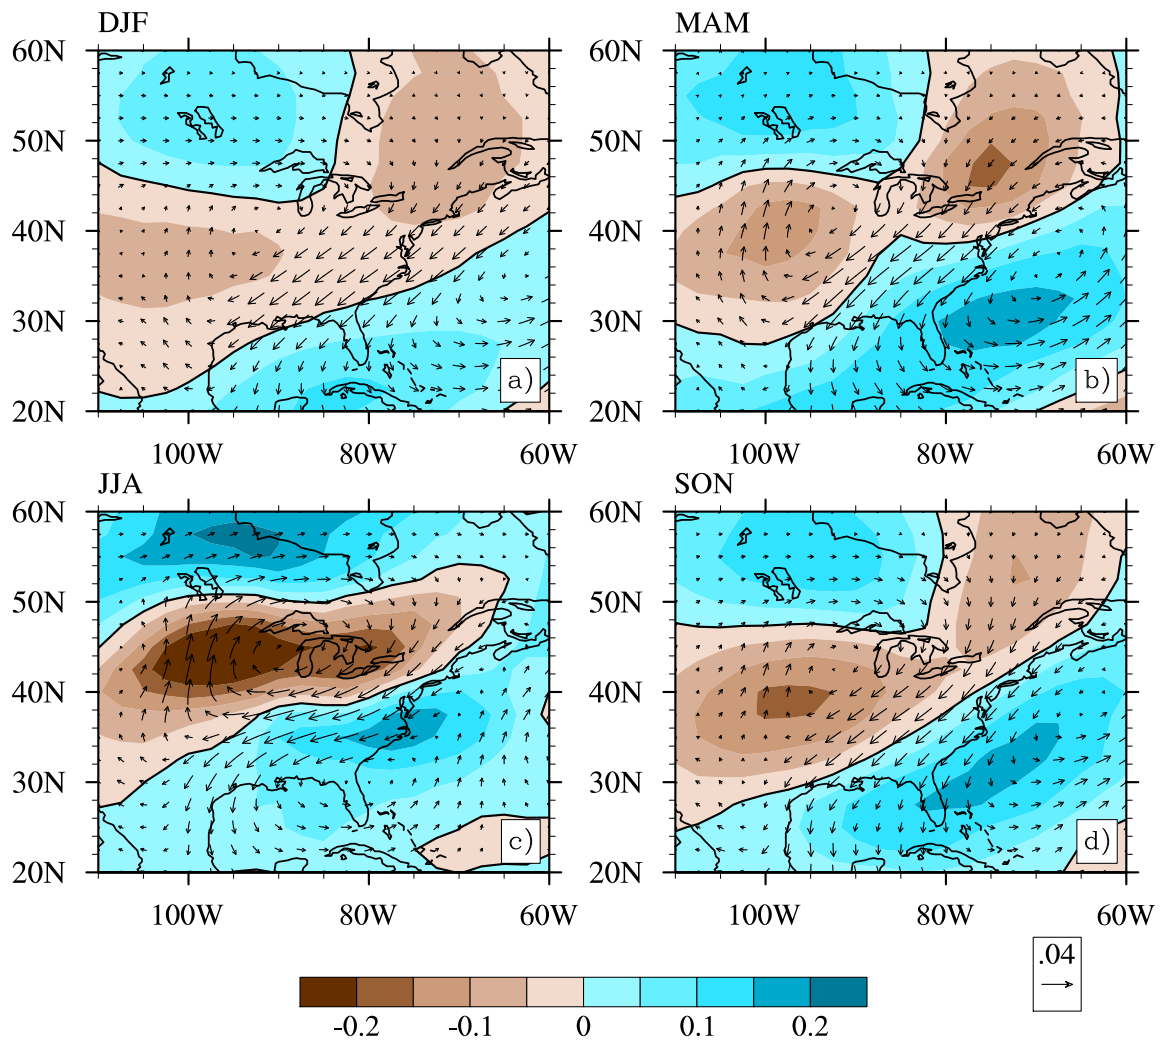 DJF MAM
60N 60N
50N 50N
40N 40N
30N 30N
a) b)
20N 20N
100W 80W 60W 100W 80W 60W
JJA SON
60N 60N
50N 50N
40N 40N
30N 30N
c) d)
20N 20N
100W 80W 60W 100W 80W 60W
.04
-0.2 -0.1 0 0.1 0.2